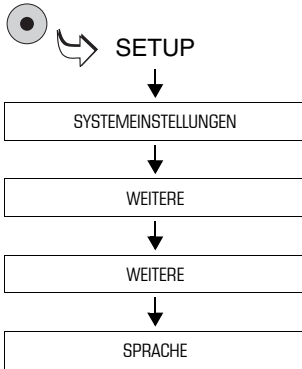 SETUP
SYSTEMEINSTELLUNGEN
WEITERE
WEITERE
SPRACHE